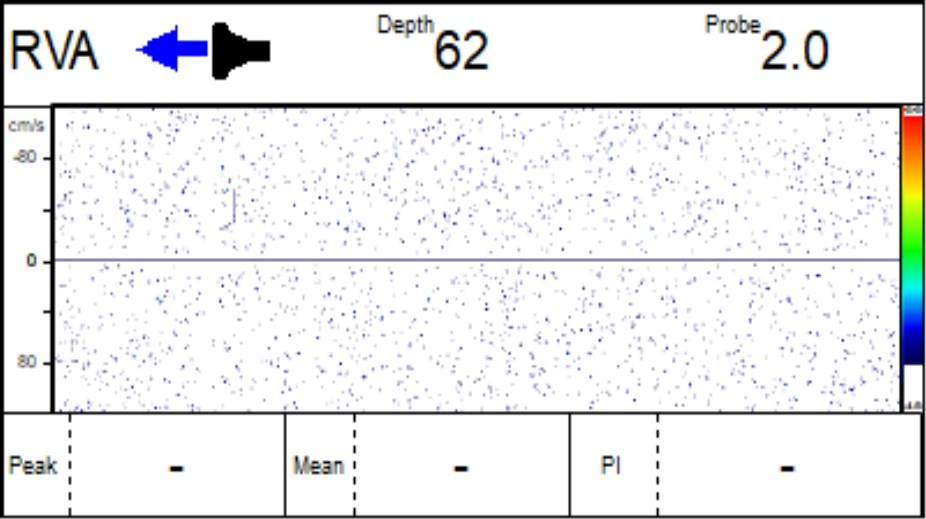 RVA Depth 62 Probe 2.0
cm/s
-80
0
80
Peak - Mean - PI -